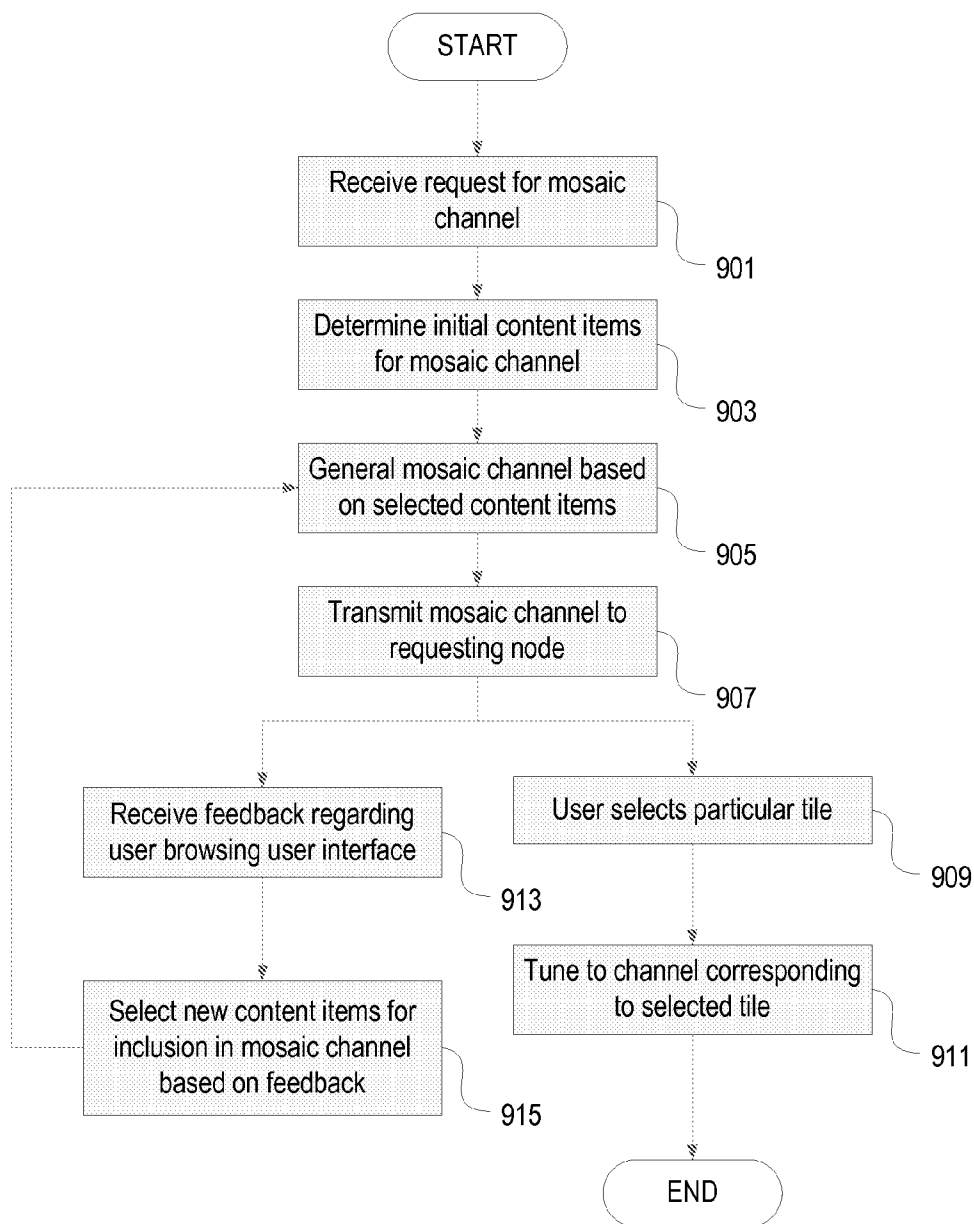 START
Receive request for mosaic
channel
901
Determine initial content items
for mosaic channel
903
General mosaic channel based
on selected content items
905
Transmit mosaic channel to
requesting node
907
Receive feedback regarding
user browsing user interface
913
User selects particular tile
909
Select new content items for
inclusion in mosaic channel
based on feedback
915
Tune to channel corresponding
to selected tile
911
END